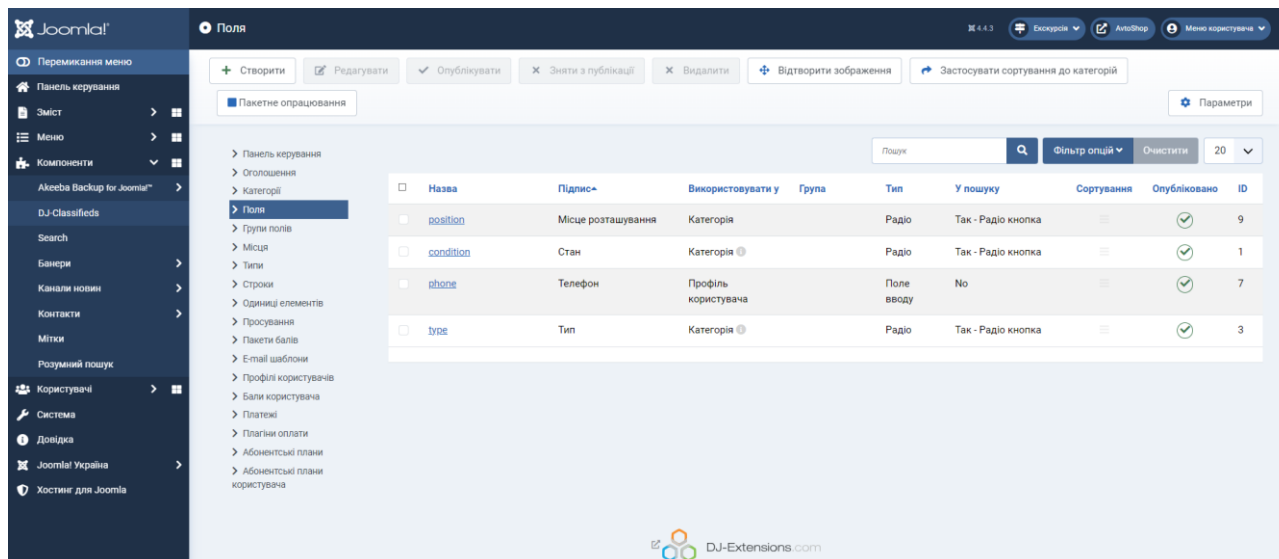 Joomla!
Поля
4.4.3
Екскурсія
AvtoShop
Меню користувача
Перемикання меню
Панель керування
Зміст
Меню
Компоненти
Akeeba Backup for Joomla!™
DJ-Classifieds
Search
Банери
Канали новин
Контакти
Мітки
Розумний пошук
Користувачі
Система
Довідка
Joomla! Україна
Хостинг для Joomla
Створити
Редагувати
Опублікувати
Зняти з публікації
Видалити
Відтворити зображення
Застосувати сортування до категорій
Пакетне опрацювання
Параметри
Панель керування
Оголошення
Категорії
Поля
Групи полів
Місця
Типи
Строки
Одиниці елементів
Просування
Пакети балів
E-mail шаблони
Профілі користувачів
Бали користувача
Платежі
Плагіни оплати
Абонентські плани
Абонентські плани
користувача
Пошук
Фільтр опцій
Очистити
20
Назва Підпис Використовувати у Група Тип У пошуку Сортування Опубліковано ID
position Місце розташування Категорія Радіо Так - Радіо кнопка 9
condition Стан Категорія Радіо Так - Радіо кнопка 1
phone Телефон Профіль користувача Поле вводу No 7
type Тип Категорія Радіо Так - Радіо кнопка 3
DJ-Extensions.com